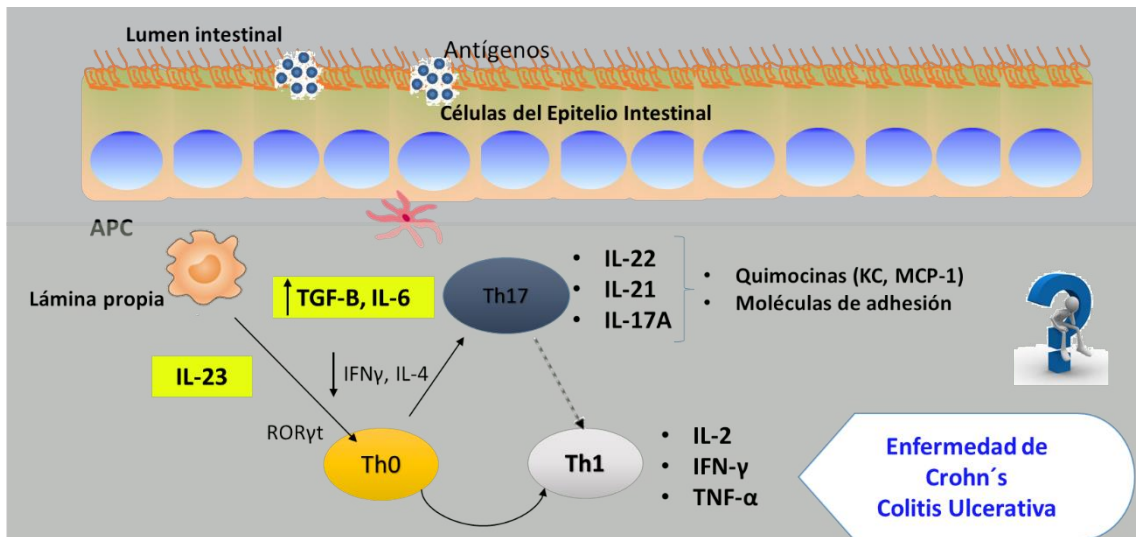 Lumen intestinal
Antígenos
Células del Epitelio Intestinal
APC
Lámina propia
TGF-B, IL-6
Th17
• IL-22
• IL-21
• IL-17A
• Quimocinas (KC, MCP-1)
• Moléculas de adhesión
IL-23
IFNγ, IL-4
RORγt
Th0
Th1
• IL-2
• IFN-γ
• TNF-α
Enfermedad de
Crohn´s
Colitis Ulcerativa